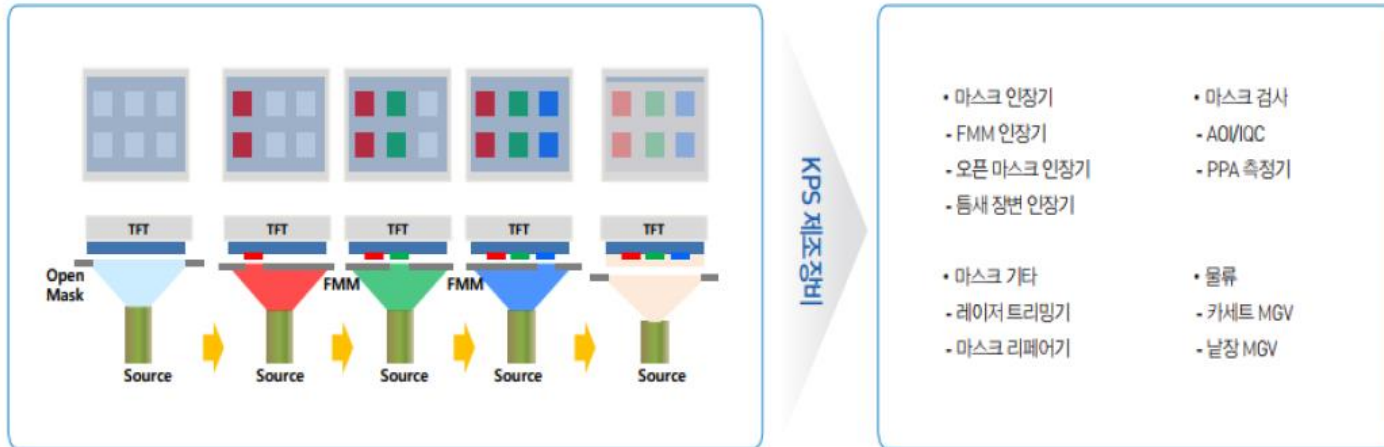 TFT TFT TFT TFT TFT
Open
Mask
FMM FMM
Source Source Source Source Source
KPS 제조장비
• 마스크 인장기
- FMM 인장기
- 오픈 마스크 인장기
- 틈새 장변 인장기
• 마스크 검사
- AOI/IQC
- PPA 측정기
• 마스크 기타
- 레이저 트리밍기
- 마스크 리페어기
• 물류
- 카세트 MGV
- 낱장 MGV